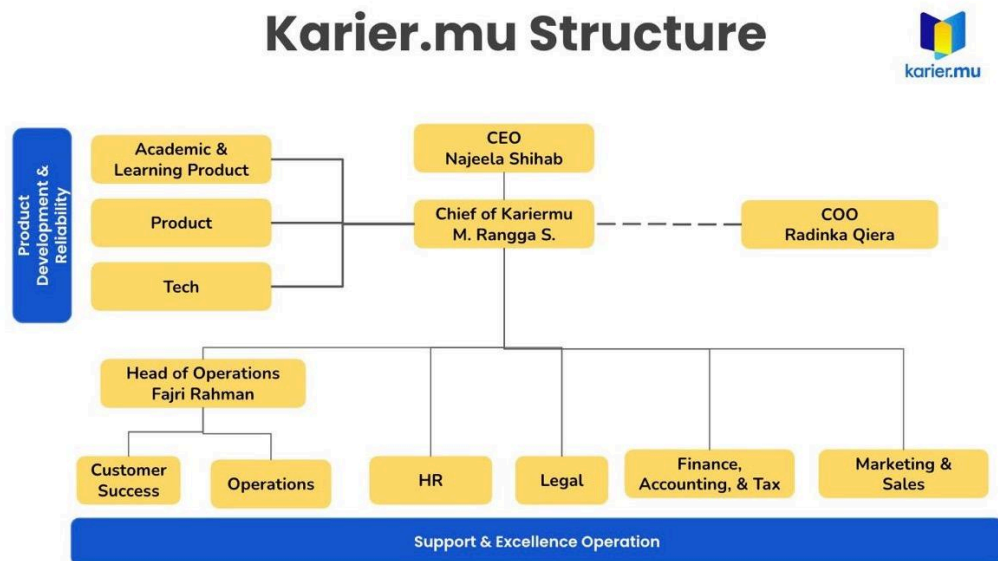 Karier.mu Structure
karier.mu
Product
Development &
Reliability
Academic &
Learning Product
Product
Tech
CEO
Najeela Shihab
Chief of Kariermu
M. Rangga S.
COO
Radinka Qiera
Head of Operations
Fajri Rahman
Customer
Success
Operations
HR
Legal
Finance,
Accounting, & Tax
Marketing &
Sales
Support & Excellence Operation